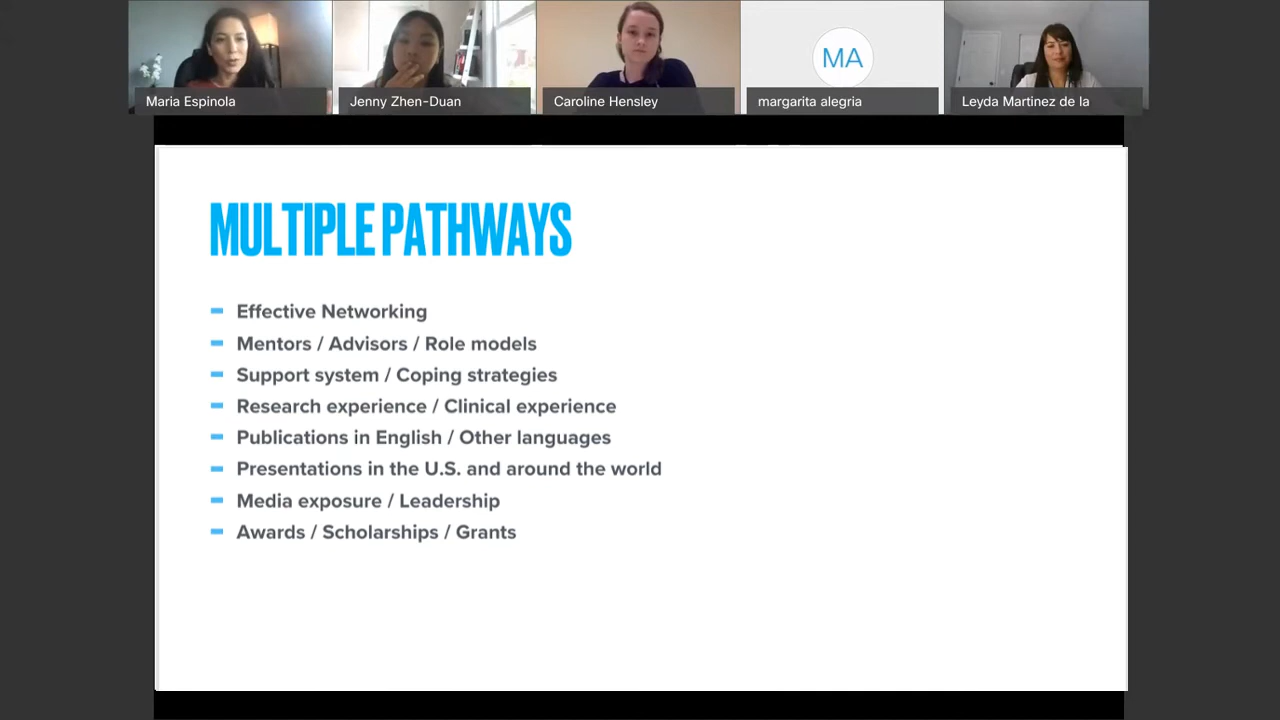 MA
Maria Espinola
Jenny Zhen-Duan
Caroline Hensley
margarita alegria
Leyda Martinez de la
MULTIPLE PATHWAYS
Effective Networking
Mentors / Advisors / Role models
Support system / Coping strategies
Research experience / Clinical experience
Publications in English / Other languages
Presentations in the U.S. and around the world
Media exposure / Leadership
Awards / Scholarships / Grants